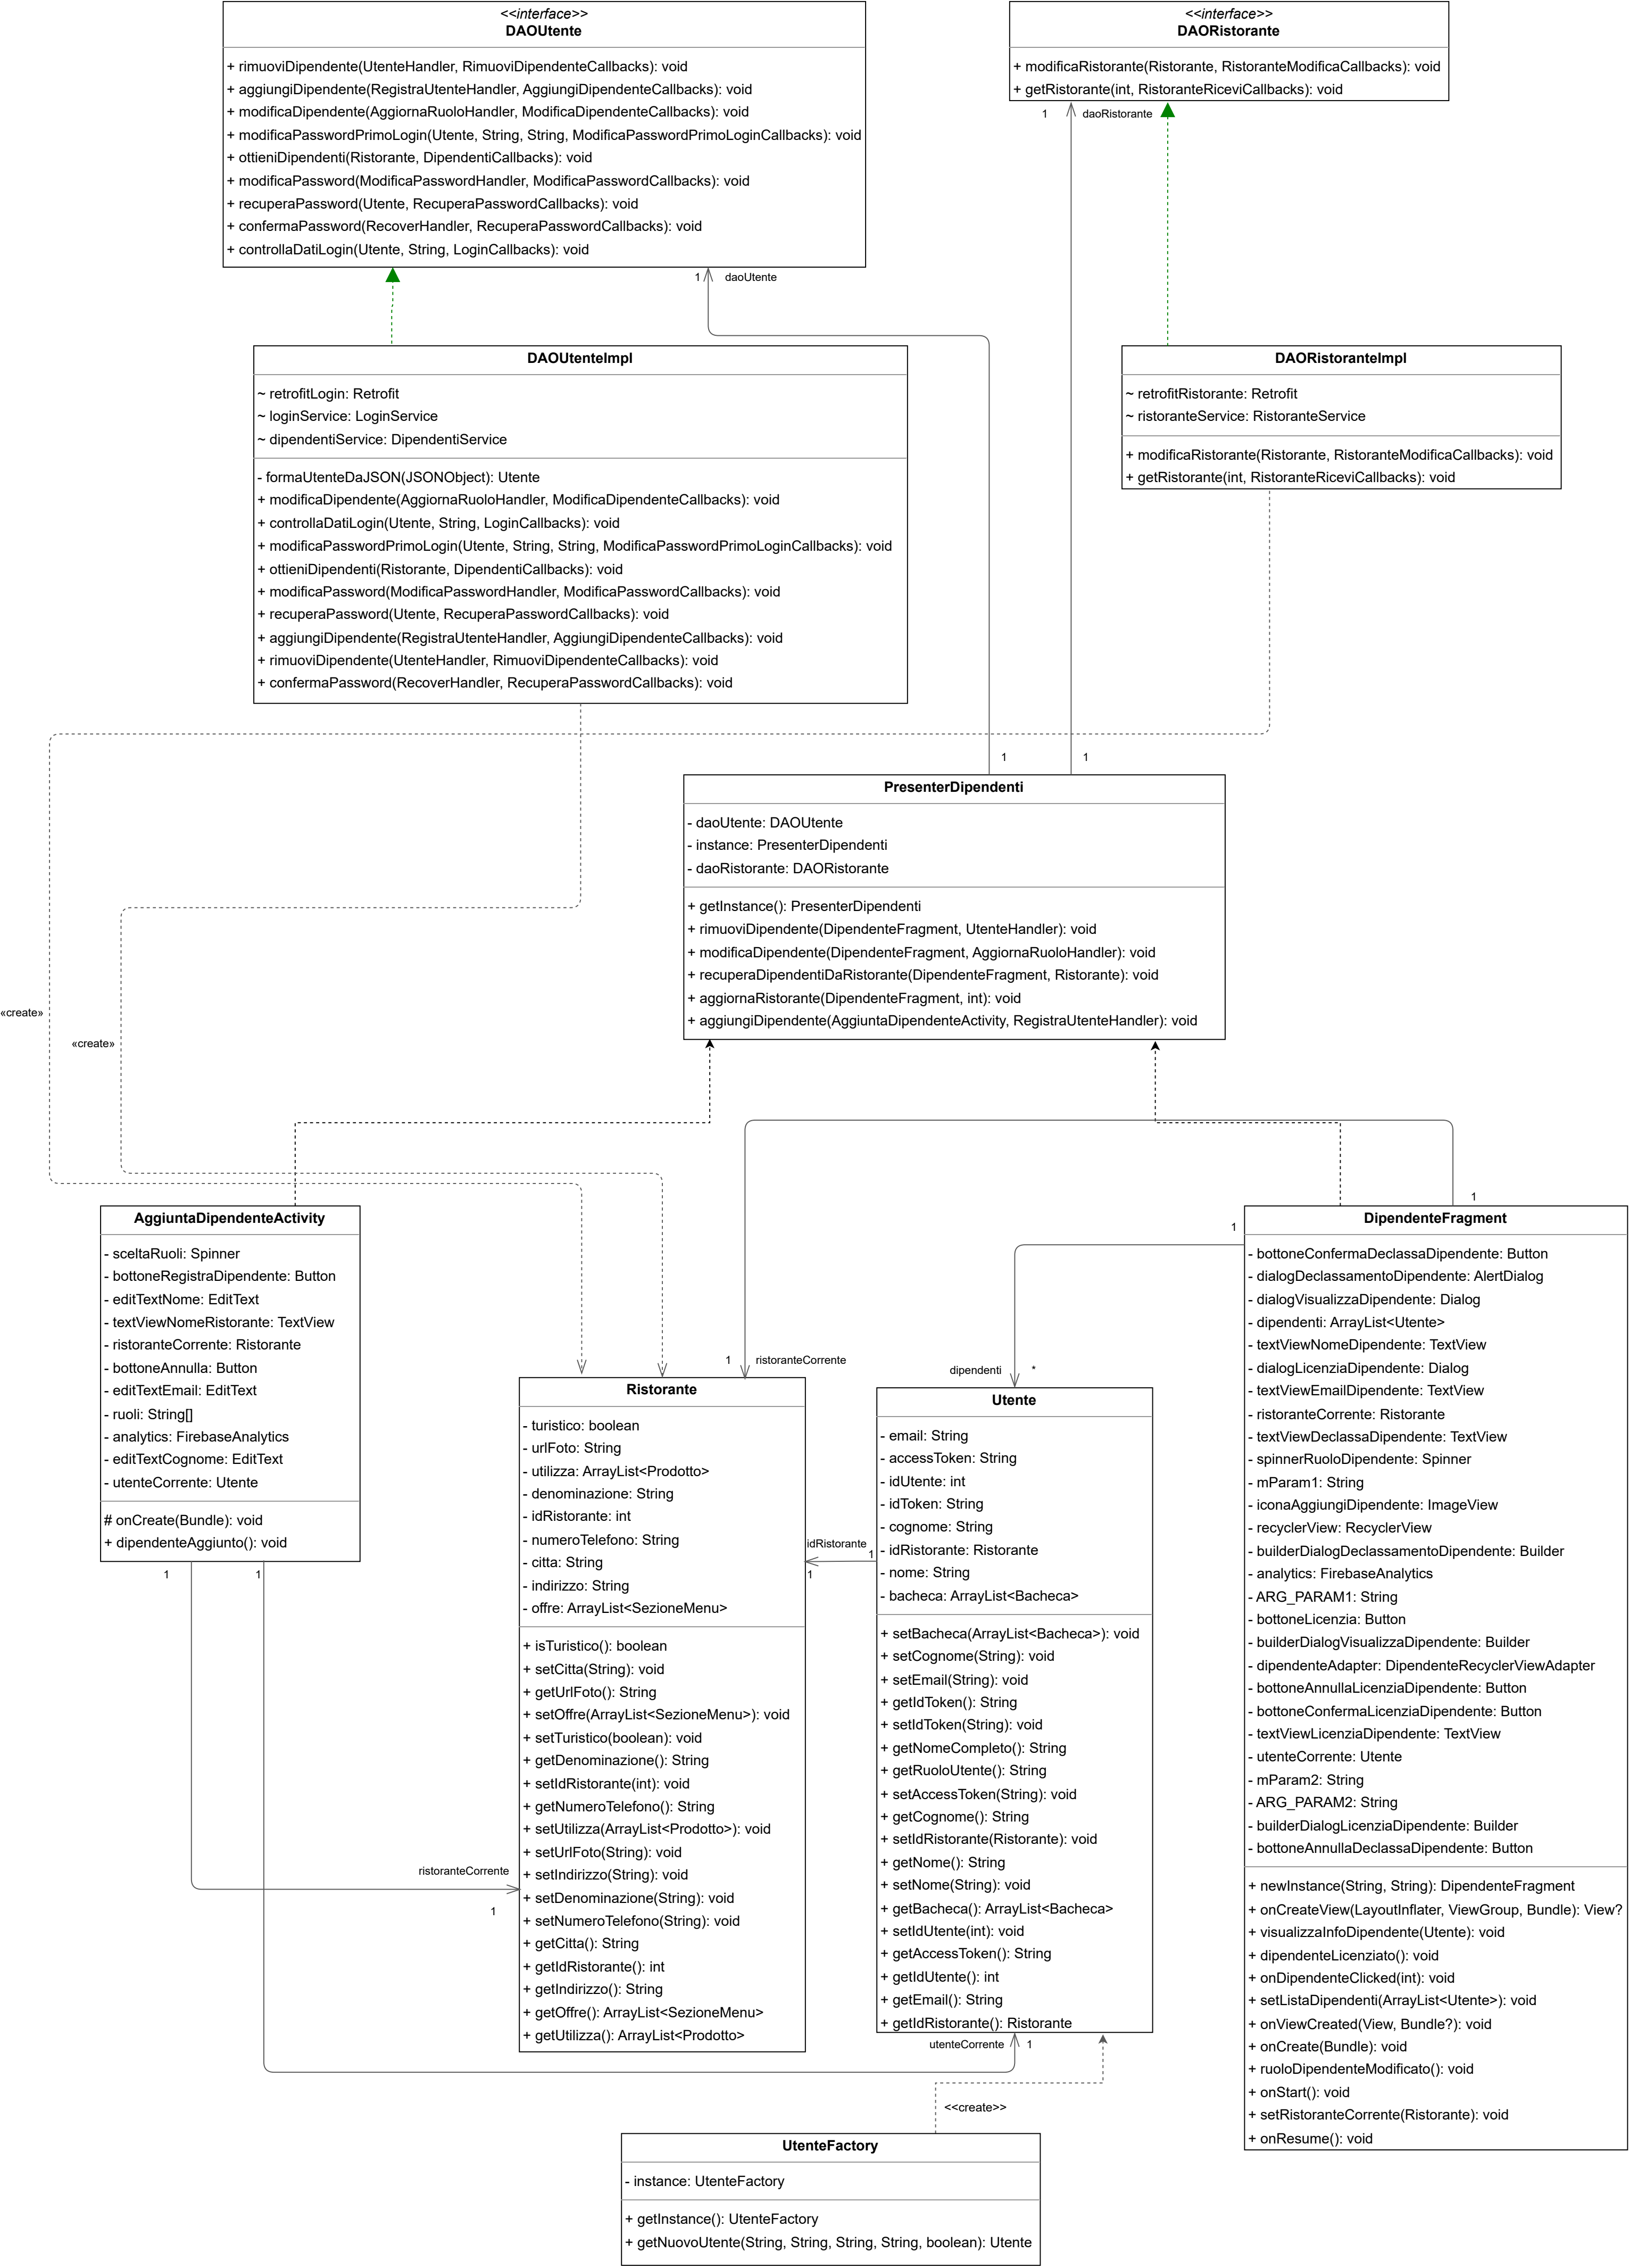 <<interface>>
DAOUtente
+ rimuoviDipendente(UtenteHandler, RimuoviDipendenteCallbacks): void
+ aggiungiDipendente(RegistraUtenteHandler, AggiungiDipendenteCallbacks): void
+ modificaDipendente(AggiornaRuoloHandler, ModificaDipendenteCallbacks): void
+ modificaPasswordPrimoLogin(Utente, String, String, ModificaPasswordPrimoLoginCallbacks): void
+ ottieniDipendenti(Ristorante, DipendentiCallbacks): void
+ modificaPassword(ModificaPasswordHandler, ModificaPasswordCallbacks): void
+ recuperaPassword(Utente, RecuperaPasswordCallbacks): void
+ confermaPassword(RecoverHandler, RecuperaPasswordCallbacks): void
+ controllaDatiLogin(Utente, String, LoginCallbacks): void
<<interface>>
DAORistorante
+ modificaRistorante(Ristorante, RistoranteModificaCallbacks): void
+ getRistorante(int, RistoranteRiceviCallbacks): void
1
daoRistorante
1
daoUtente
DAOUtenteImpl
~ retrofitLogin: Retrofit
~ loginService: LoginService
~ dipendentiService: DipendentiService
- formaUtenteDaJSON(JSONObject): Utente
+ modificaDipendente(AggiornaRuoloHandler, ModificaDipendenteCallbacks): void
+ controllaDatiLogin(Utente, String, LoginCallbacks): void
+ modificaPasswordPrimoLogin(Utente, String, String, ModificaPasswordPrimoLoginCallbacks): void
+ ottieniDipendenti(Ristorante, DipendentiCallbacks): void
+ modificaPassword(ModificaPasswordHandler, ModificaPasswordCallbacks): void
+ recuperaPassword(Utente, RecuperaPasswordCallbacks): void
+ aggiungiDipendente(RegistraUtenteHandler, AggiungiDipendenteCallbacks): void
+ rimuoviDipendente(UtenteHandler, RimuoviDipendenteCallbacks): void
+ confermaPassword(RecoverHandler, RecuperaPasswordCallbacks): void
DAORistoranteImpl
~ retrofitRistorante: Retrofit
~ ristoranteService: RistoranteService
+ modificaRistorante(Ristorante, RistoranteModificaCallbacks): void
+ getRistorante(int, RistoranteRiceviCallbacks): void
1
1
PresenterDipendenti
- daoUtente: DAOUtente
- instance: PresenterDipendenti
- daoRistorante: DAORistorante
+ getInstance(): PresenterDipendenti
+ rimuoviDipendente(DipendenteFragment, UtenteHandler): void
+ modificaDipendente(DipendenteFragment, AggiornaRuoloHandler): void
+ recuperaDipendentiDaRistorante(DipendenteFragment, Ristorante): void
+ aggiornaRistorante(DipendenteFragment, int): void
+ aggiungiDipendente(AggiuntaDipendenteActivity, RegistraUtenteHandler): void
«create»
«create»
AggiuntaDipendenteActivity
- sceltaRuoli: Spinner
- bottoneRegistraDipendente: Button
- editTextNome: EditText
- textViewNomeRistorante: TextView
- ristoranteCorrente: Ristorante
- bottoneAnnulla: Button
- editTextEmail: EditText
- ruoli: String[]
- analytics: FirebaseAnalytics
- editTextCognome: EditText
- utenteCorrente: Utente
# onCreate(Bundle): void
+ dipendenteAggiunto(): void
1
1
1
ristoranteCorrente
Ristorante
- turistico: boolean
- urlFoto: String
- utilizza: ArrayList<Prodotto>
- denominazione: String
- idRistorante: int
- numeroTelefono: String
- citta: String
- indirizzo: String
- offre: ArrayList<SezioneMenu>
+ isTuristico(): boolean
+ setCitta(String): void
+ getUrlFoto(): String
+ setOffre(ArrayList<SezioneMenu>): void
+ setTuristico(boolean): void
+ getDenominazione(): String
+ setIdRistorante(int): void
+ getNumeroTelefono(): String
+ setUtilizza(ArrayList<Prodotto>): void
+ setUrlFoto(String): void
+ setIndirizzo(String): void
+ setDenominazione(String): void
+ setNumeroTelefono(String): void
+ getCitta(): String
+ getIdRistorante(): int
+ getIndirizzo(): String
+ getOffre(): ArrayList<SezioneMenu>
+ getUtilizza(): ArrayList<Prodotto>
ristoranteCorrente
1
idRistorante
1
1
1
1
dipendenti
*
Utente
- email: String
- accessToken: String
- idUtente: int
- idToken: String
- cognome: String
- idRistorante: Ristorante
- nome: String
- bacheca: ArrayList<Bacheca>
+ setBacheca(ArrayList<Bacheca>): void
+ setCognome(String): void
+ setEmail(String): void
+ getIdToken(): String
+ setIdToken(String): void
+ getNomeCompleto(): String
+ getRuoloUtente(): String
+ setAccessToken(String): void
+ getCognome(): String
+ setIdRistorante(Ristorante): void
+ getNome(): String
+ setNome(String): void
+ getBacheca(): ArrayList<Bacheca>
+ setIdUtente(int): void
+ getAccessToken(): String
+ getIdUtente(): int
+ getEmail(): String
+ getIdRistorante(): Ristorante
utenteCorrente
1
DipendenteFragment
- bottoneConfermaDeclassaDipendente: Button
- dialogDeclassamentoDipendente: AlertDialog
- dialogVisualizzaDipendente: Dialog
- dipendenti: ArrayList<Utente>
- textViewNomeDipendente: TextView
- dialogLicenziaDipendente: Dialog
- textViewEmailDipendente: TextView
- ristoranteCorrente: Ristorante
- textViewDeclassaDipendente: TextView
- spinnerRuoloDipendente: Spinner
- mParam1: String
- iconaAggiungiDipendente: ImageView
- recyclerView: RecyclerView
- builderDialogDeclassamentoDipendente: Builder
- analytics: FirebaseAnalytics
- ARG_PARAM1: String
- bottoneLicenzia: Button
- builderDialogVisualizzaDipendente: Builder
- dipendenteAdapter: DipendenteRecyclerViewAdapter
- bottoneAnnullaLicenziaDipendente: Button
- bottoneConfermaLicenziaDipendente: Button
- textViewLicenziaDipendente: TextView
- utenteCorrente: Utente
- mParam2: String
- ARG_PARAM2: String
- builderDialogLicenziaDipendente: Builder
- bottoneAnnullaDeclassaDipendente: Button
+ newInstance(String, String): DipendenteFragment
+ onCreateView(LayoutInflater, ViewGroup, Bundle): View?
+ visualizzaInfoDipendente(Utente): void
+ dipendenteLicenziato(): void
+ onDipendenteClicked(int): void
+ setListaDipendenti(ArrayList<Utente>): void
+ onViewCreated(View, Bundle?): void
+ onCreate(Bundle): void
+ ruoloDipendenteModificato(): void
+ onStart(): void
+ setRistoranteCorrente(Ristorante): void
+ onResume(): void
<<create>>
UtenteFactory
- instance: UtenteFactory
+ getInstance(): UtenteFactory
+ getNuovoUtente(String, String, String, String, boolean): Utente